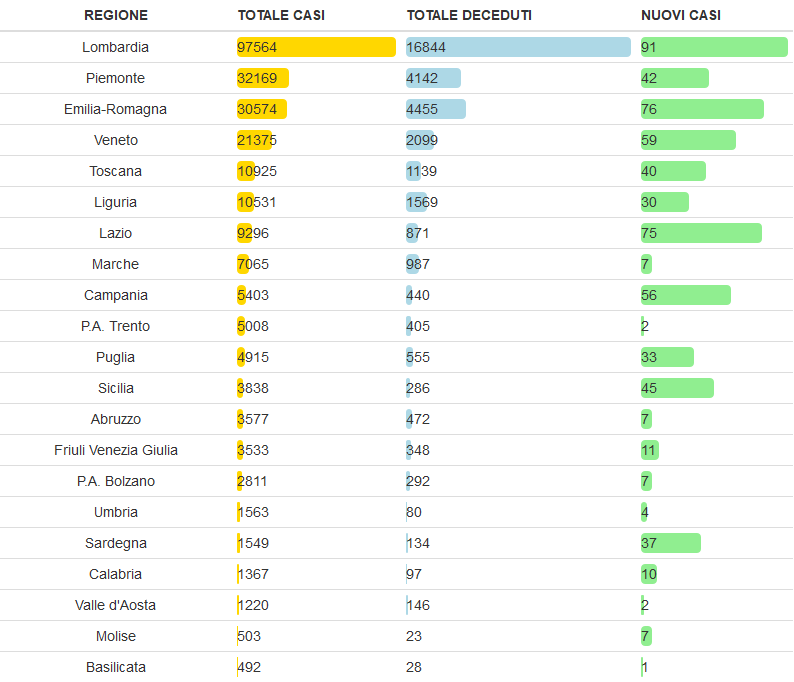 REGIONE TOTALE CASI TOTALE DECEDUTI NUOVI CASI
Lombardia 97564 16844 91
Piemonte 32169 4142 42
Emilia-Romagna 30574 4455 76
Veneto 21375 2099 59
Toscana 10925 1139 40
Liguria 10531 1569 30
Lazio 9296 871 75
Marche 7065 987 7
Campania 5403 440 56
P.A. Trento 5008 405 2
Puglia 4915 555 33
Sicilia 3838 286 45
Abruzzo 3577 472 7
Friuli Venezia Giulia 3533 348 11
P.A. Bolzano 2811 292 7
Umbria 1563 80 4
Sardegna 1549 134 37
Calabria 1367 97 10
Valle d'Aosta 1220 146 2
Molise 503 23 7
Basilicata 492 28 1